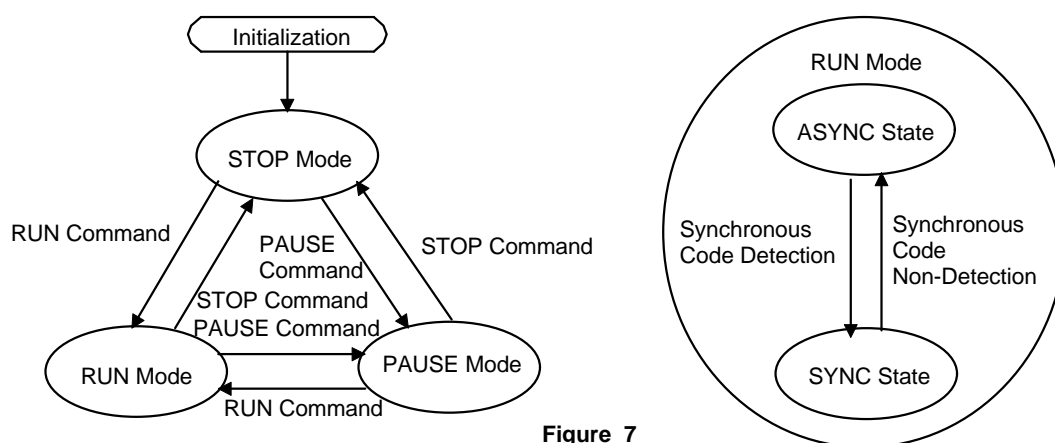 Initialization
STOP Mode
RUN Command
PAUSE
Command
STOP Command
STOP Command
PAUSE Command
RUN Mode
PAUSE Mode
RUN Command
RUN Mode
ASYNC State
Synchronous
Code Detection
Synchronous
Code
Non-Detection
SYNC State
Figure 7